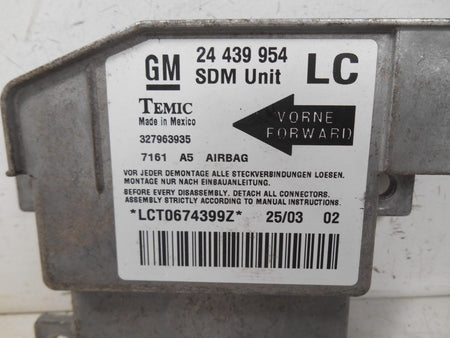 GM 24 439 954 LC
SDM Unit
TEMIC
Made in Mexico
VORNE
FORWARD
327963935
7161 A5 AIRBAG
VOR JEDER DEMONTAGE ALLE STECKVERBINDUNGEN LOESEN.
MONTAGE NUR NACH EINBAUANLEITUNG.
BEFORE EVERY DISASSEMBLY. DETACH ALL CONNECTORS.
ASSEMBLY STRICTLY ACCORDING TO MANUAL INSTRUCTIONS.
*LCT0674399Z* 25/03 02